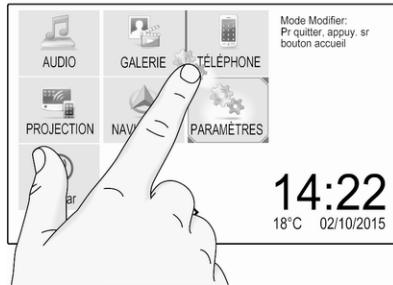 AUDIO
GALERIE
TÉLÉPHONE
Mode Modifier:
Pr quitter, appuy. sr
bouton accueil
PROJECTION
PARAMÈTRES
14:22
18°C 02/10/2015